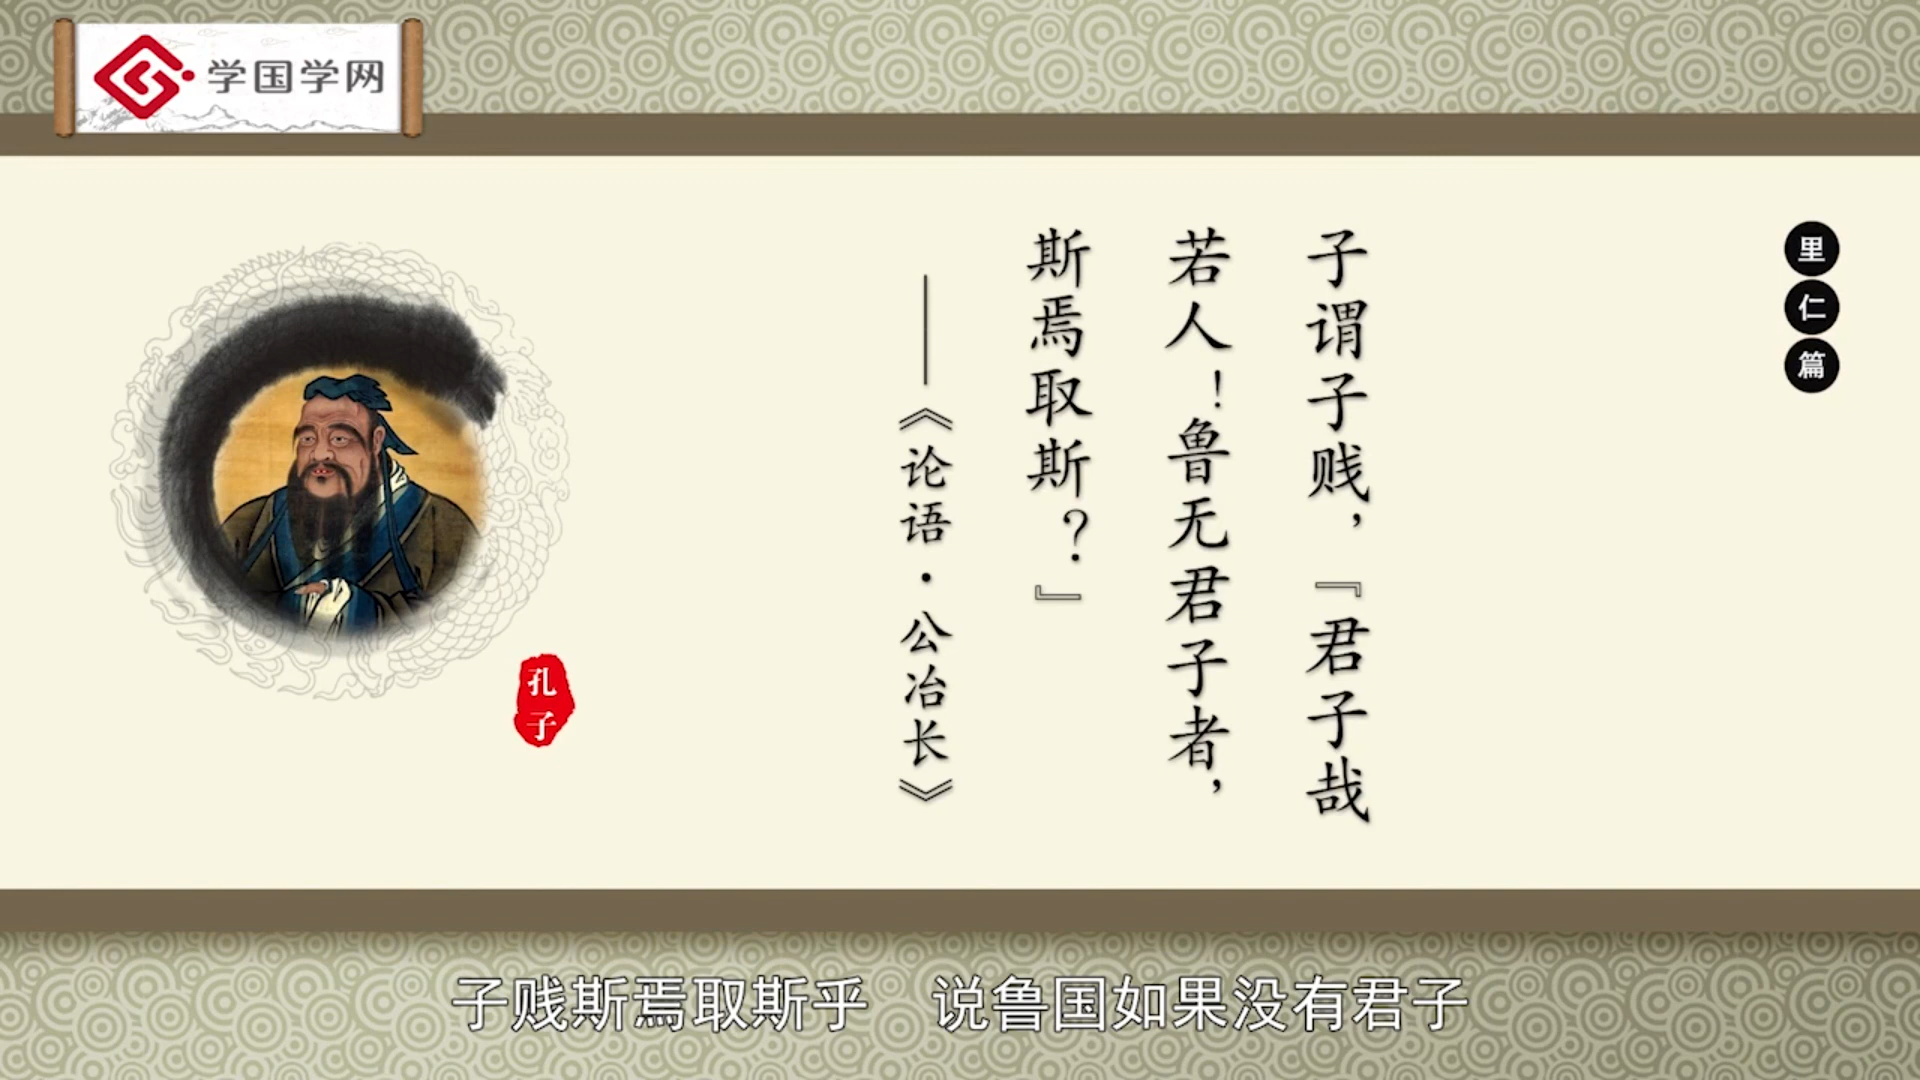 学国学网
里仁篇
子谓子贱，『君子哉
若人！鲁无君子者，
斯焉取斯？』
——《论语·公冶长》
孔子
子贱斯焉取斯乎 说鲁国如果没有君子